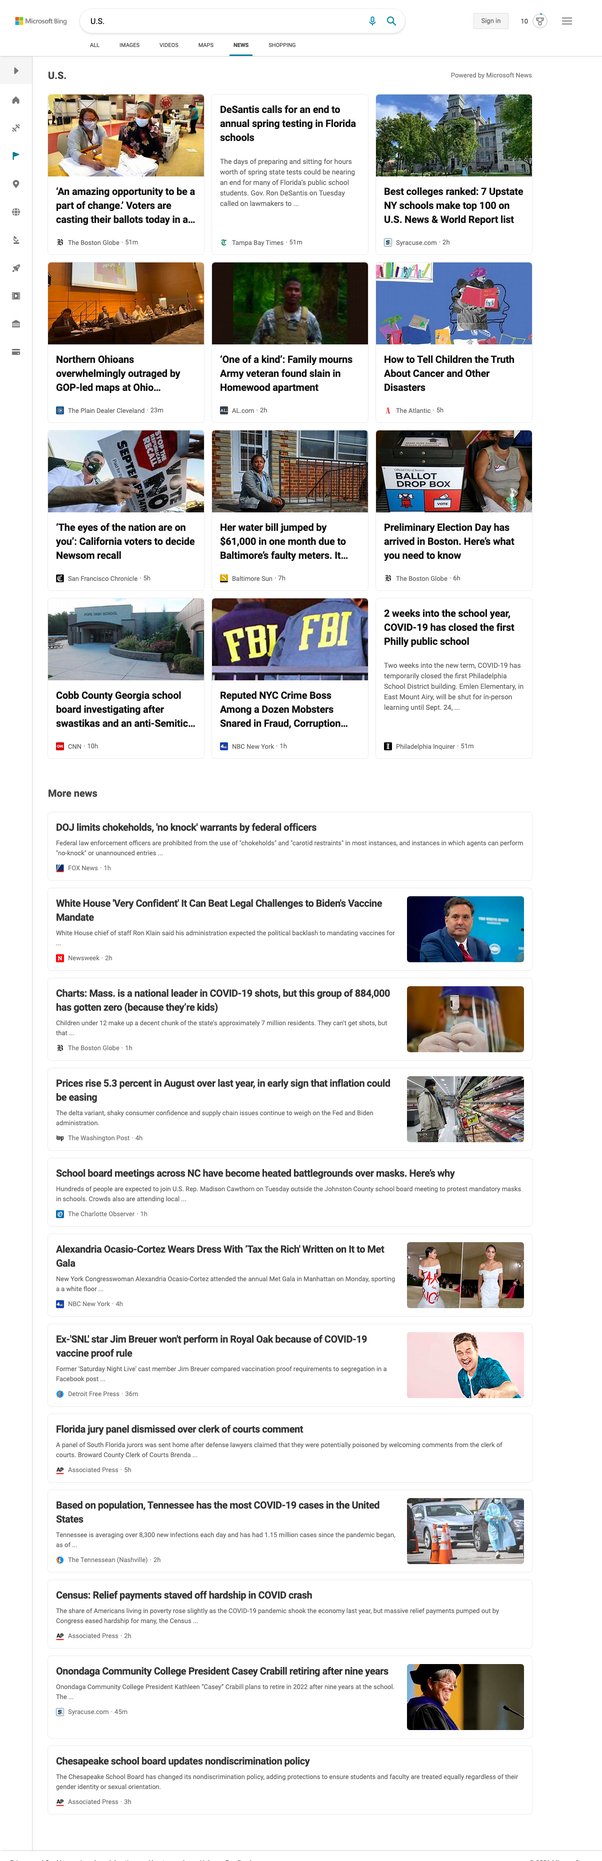 Microsoft Bing
U.S.
Sign in
10
ALL
IMAGES
VIDEOS
MAPS
NEWS
SHOPPING
U.S.
Powered by Microsoft News
'An amazing opportunity to be a
part of change.' Voters are
casting their ballots today in a...
The Boston Globe · 51m
DeSantis calls for an end to
annual spring testing in Florida
schools
The days of preparing and sitting for hours
worth of spring state tests could be nearing
an end for many of Florida's public school
students. Gov. Ron DeSantis on Tuesday
called on lawmakers to ...
Tampa Bay Times · 51m
Best colleges ranked: 7 Upstate
NY schools make top 100 on
U.S. News & World Report list
Syracuse.com · 2h
Northern Ohioans
overwhelmingly outraged by
GOP-led maps at Ohio...
The Plain Dealer Cleveland · 23m
'One of a kind': Family mourns
Army veteran found slain in
Homewood apartment
AL.com · 2h
How to Tell Children the Truth
About Cancer and Other
Disasters
The Atlantic · 5h
SEPTEMBER
RECALL
VOTE
NO
'The eyes of the nation are on
you': California voters to decide
Newsom recall
San Francisco Chronicle · 5h
Her water bill jumped by
$61,000 in one month due to
Baltimore's faulty meters. It...
Baltimore Sun · 7h
BALLOT
DROP BOX
VOTE
Preliminary Election Day has
arrived in Boston. Here's what
you need to know
The Boston Globe · 6h
Cobb County Georgia school
board investigating after
swastikas and an anti-Semitic...
CNN · 10h
FBI
FBI
Reputed NYC Crime Boss
Among a Dozen Mobsters
Snared in Fraud, Corruption...
NBC New York · 1h
2 weeks into the school year,
COVID-19 has closed the first
Philly public school
Two weeks into the new term, COVID-19 has
temporarily closed the first Philadelphia
School District building. Emlen Elementary, in
East Mount Airy, will be shut for in-person
learning until Sept. 24, ...
Philadelphia Inquirer · 51m
More news
DOJ limits chokeholds, 'no knock' warrants by federal officers
Federal law enforcement officers are prohibited from the use of "chokeholds" and "carotid restraints" in most instances, and instances in which agents can perform
"no-knock" or unannounced entries ...
FOX News · 1h
White House 'Very Confident' It Can Beat Legal Challenges to Biden's Vaccine
Mandate
White House chief of staff Ron Klain said his administration expected the political backlash to mandating vaccines for
...
Newsweek · 2h
Charts: Mass. is a national leader in COVID-19 shots, but this group of 884,000
has gotten zero (because they're kids)
Children under 12 make up a decent chunk of the state's approximately 7 million residents. They can't get shots, but
that ...
The Boston Globe · 1h
Prices rise 5.3 percent in August over last year, in early sign that inflation could
be easing
The delta variant, shaky consumer confidence and supply chain issues continue to weigh on the Fed and Biden
administration.
The Washington Post · 4h
School board meetings across NC have become heated battlegrounds over masks. Here's why
Hundreds of people are expected to join U.S. Rep. Madison Cawthorn on Tuesday outside the Johnston County school board meeting to protest mandatory masks
in schools. Crowds also are attending local ...
The Charlotte Observer · 1h
Alexandria Ocasio-Cortez Wears Dress With 'Tax the Rich' Written on It to Met
Gala
New York Congresswoman Alexandria Ocasio-Cortez attended the annual Met Gala in Manhattan on Monday, sporting
a a white floor ...
NBC New York · 4h
Ex-'SNL' star Jim Breuer won't perform in Royal Oak because of COVID-19
vaccine proof rule
Former 'Saturday Night Live' cast member Jim Breuer compared vaccination proof requirements to segregation in a
Facebook post ...
Detroit Free Press · 36m
Florida jury panel dismissed over clerk of courts comment
A panel of South Florida jurors was sent home after defense lawyers claimed that they were potentially poisoned by welcoming comments from the clerk of
courts. Broward County Clerk of Courts Brenda ...
Associated Press · 5h
Based on population, Tennessee has the most COVID-19 cases in the United
States
Tennessee is averaging over 8,300 new infections each day and has had 1.15 million cases since the pandemic began,
as of ...
The Tennessean (Nashville) · 2h
Census: Relief payments staved off hardship in COVID crash
The share of Americans living in poverty rose slightly as the COVID-19 pandemic shook the economy last year, but massive relief payments pumped out by
Congress eased hardship for many, the Census ...
Associated Press · 2h
Onondaga Community College President Casey Crabill retiring after nine years
Onondaga Community College President Kathleen "Casey" Crabill plans to retire in 2022 after nine years at the school.
The ...
Syracuse.com · 45m
Chesapeake school board updates nondiscrimination policy
The Chesapeake School Board has changed its nondiscrimination policy, adding protections to ensure students and faculty are treated equally regardless of their
gender identity or sexual orientation.
Associated Press · 3h